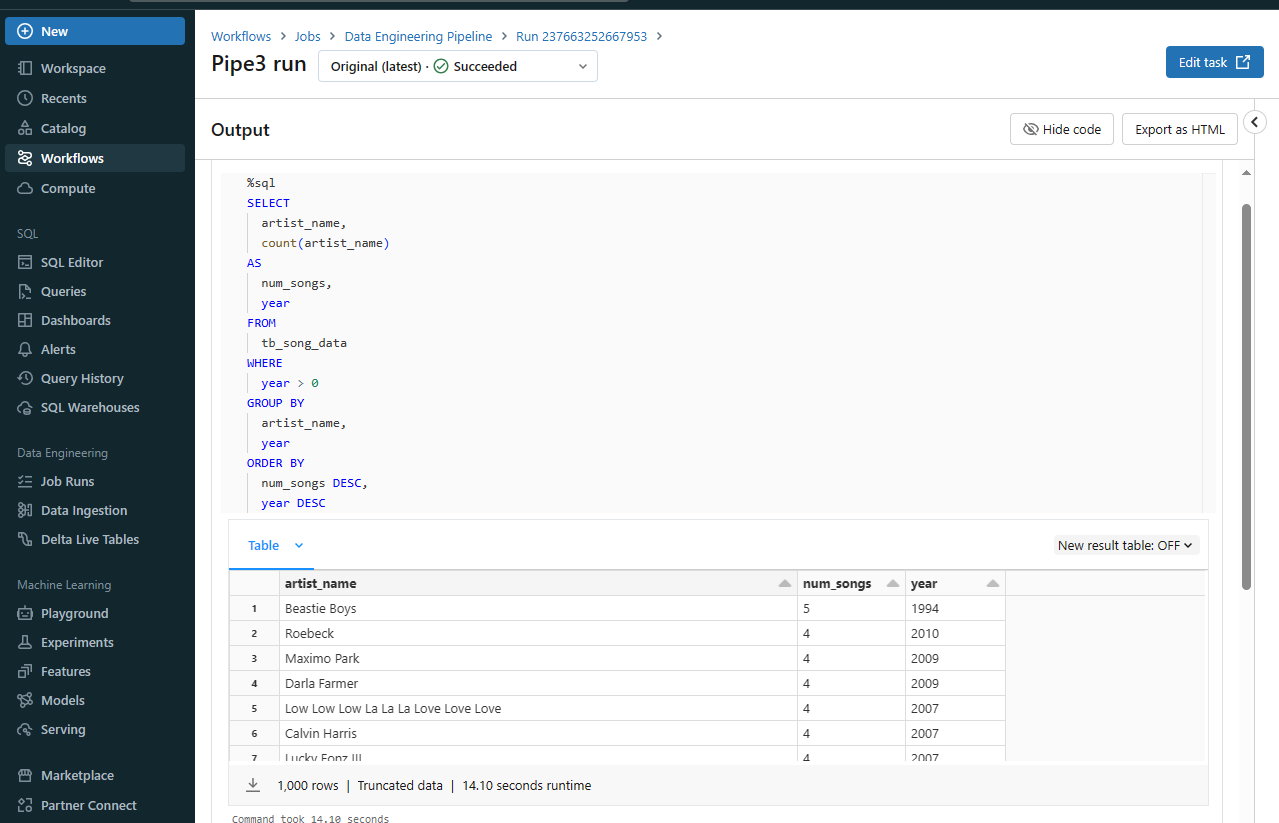 New
Workspace
Recents
Catalog
Workflows
Compute
SQL
SQL Editor
Queries
Dashboards
Alerts
Query History
SQL Warehouses
Data Engineering
Job Runs
Data Ingestion
Delta Live Tables
Machine Learning
Playground
Experiments
Features
Models
Serving
Marketplace
Partner Connect
Workflows > Jobs > Data Engineering Pipeline > Run 237663252667953 >
Pipe3 run Original (latest) · Succeeded
Edit task
Output
Hide code Export as HTML
%sql
SELECT
artist_name,
count(artist_name)
AS
num_songs,
year
FROM
tb_song_data
WHERE
year > 0
GROUP BY
artist_name,
year
ORDER BY
num_songs DESC,
year DESC
Table New result table: OFF
artist_name num_songs year
1 Beastie Boys 5 1994
2 Roebeck 4 2010
3 Maximo Park 4 2009
4 Darla Farmer 4 2009
5 Low Low Low La La La Love Love Love 4 2007
6 Calvin Harris 4 2007
7 Lucky Fonz III 4 2007
1,000 rows | Truncated data | 14.10 seconds runtime
Command took 14.10 seconds